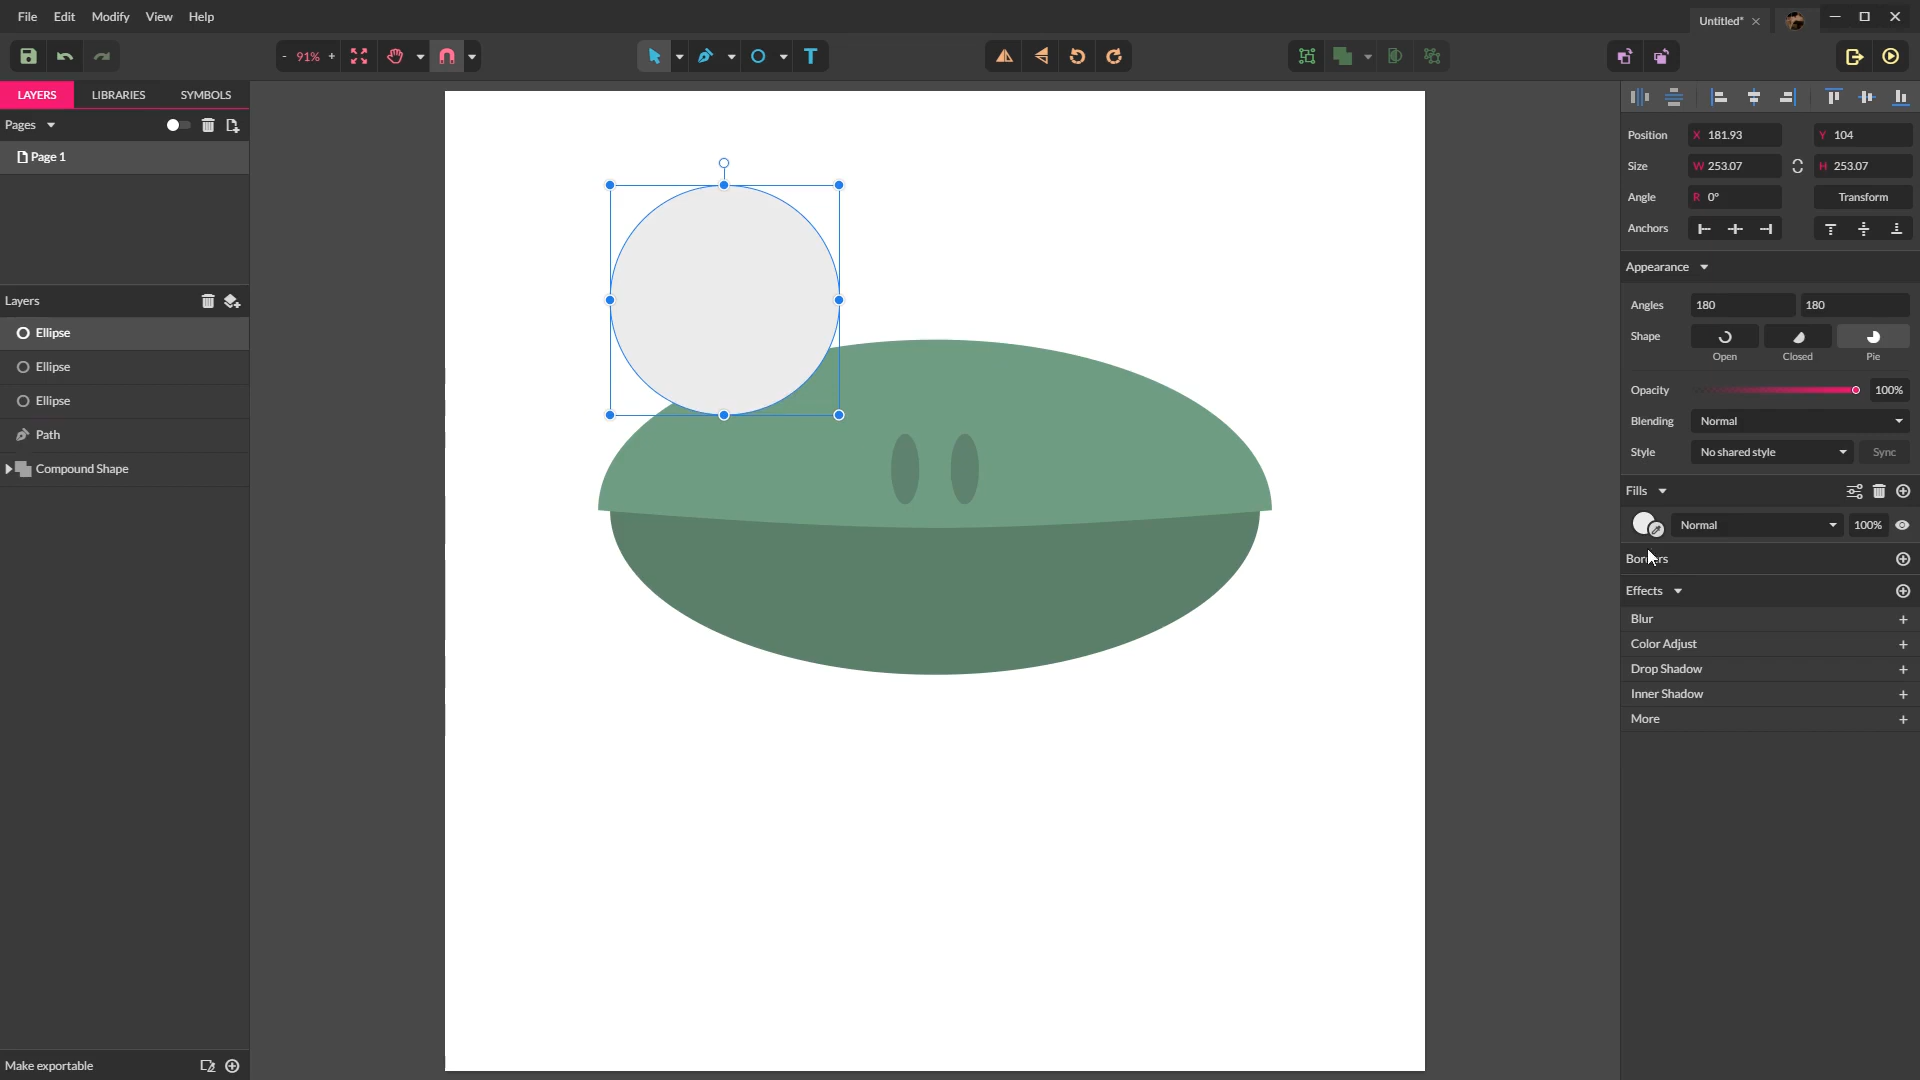 File Edit Modify View Help
Untitled*
- 91% +
T
LAYERS LIBRARIES SYMBOLS
Pages
Page 1
Layers
Ellipse
Ellipse
Ellipse
Path
Compound Shape
Make exportable
Position X 181.93 Y 104
Size W 253.07 H 253.07
Angle R 0° Transform
Anchors
Appearance
Angles 180 180
Shape
Open Closed Pie
Opacity 100%
Blending Normal
Style No shared style Sync
Fills
Normal 100%
Borders
Effects
Blur +
Color Adjust +
Drop Shadow +
Inner Shadow +
More +